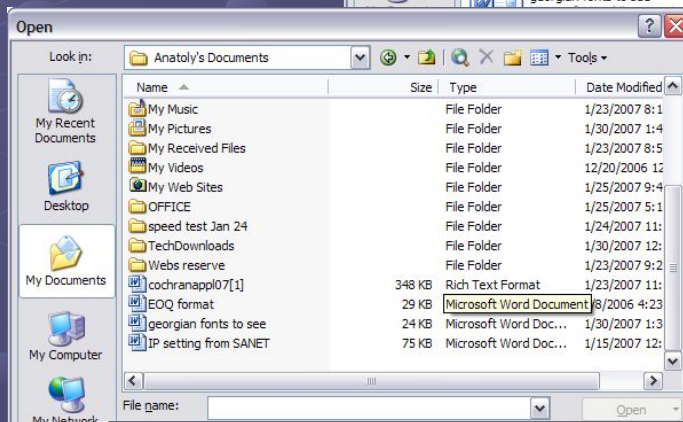 georgian fonts to see
Open
Look in: Anatoly's Documents Tools
Name Size Type Date Modified
My Music File Folder 1/23/2007 8:1
My Pictures File Folder 1/30/2007 1:4
My Received Files File Folder 1/23/2007 8:5
My Videos File Folder 12/20/2006 12
My Web Sites File Folder 1/25/2007 9:4
OFFICE File Folder 1/25/2007 5:1
speed test Jan 24 File Folder 1/24/2007 11:
TechDownloads File Folder 1/30/2007 12:
Webs reserve File Folder 1/23/2007 9:2
cochranappl07[1] 348 KB Rich Text Format 1/23/2007 11:
EOQ format 29 KB Microsoft Word Document /8/2006 4:23
georgian fonts to see 24 KB Microsoft Word Doc... 1/30/2007 1:3
IP setting from SANET 75 KB Microsoft Word Doc... 1/15/2007 12:
My Recent
Documents
Desktop
My Documents
My Computer
My Network
File name: Open